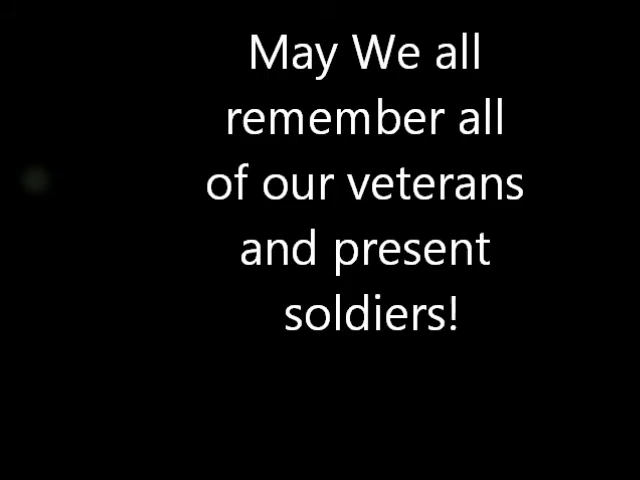 May We all
remember all
of our veterans
and present
soldiers!